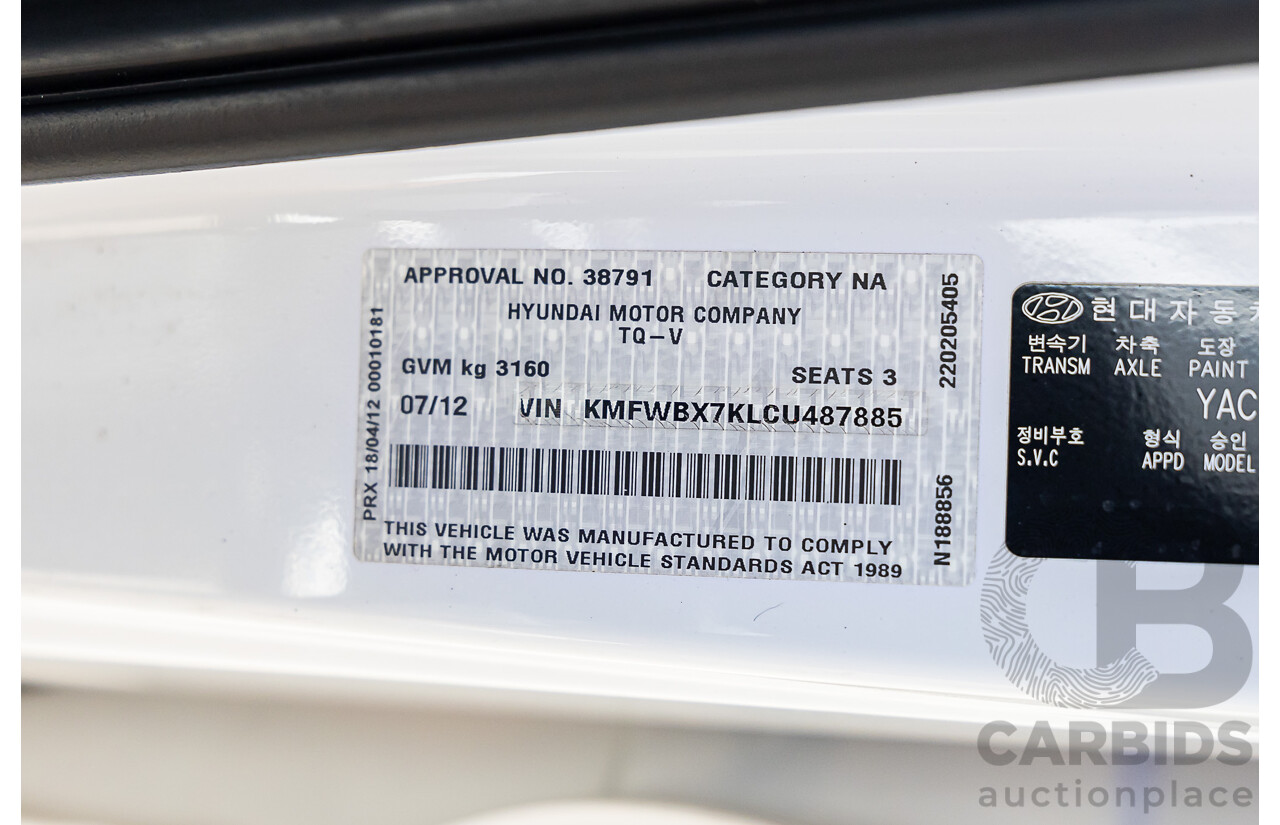 APPROVAL NO. 38791 CATEGORY NA
HYUNDAI MOTOR COMPANY
TQ-V
GVM kg 3160 SEATS 3
07/12 VIN KMFWBX7KLCU487885
THIS VEHICLE WAS MANUFACTURED TO COMPLY
WITH THE MOTOR VEHICLE STANDARDS ACT 1989
PRX 18/04/12 00010181
N188856 220205405
현대자동
변속기 차축 도장
TRANSM AXLE PAINT
YAC
정비부호 형식 승인
S.V.C APPD MODEL
CB
CARBIDS
auctionplace